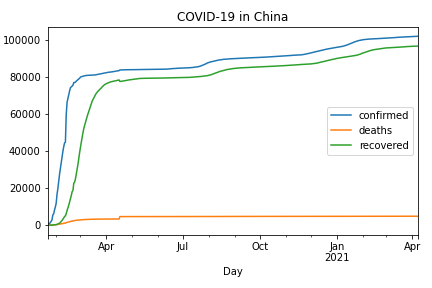 COVID-19 in China
100000
80000
60000
40000
20000
0
confirmed
deaths
recovered
Apr Jul Oct Jan Apr
2021
Day